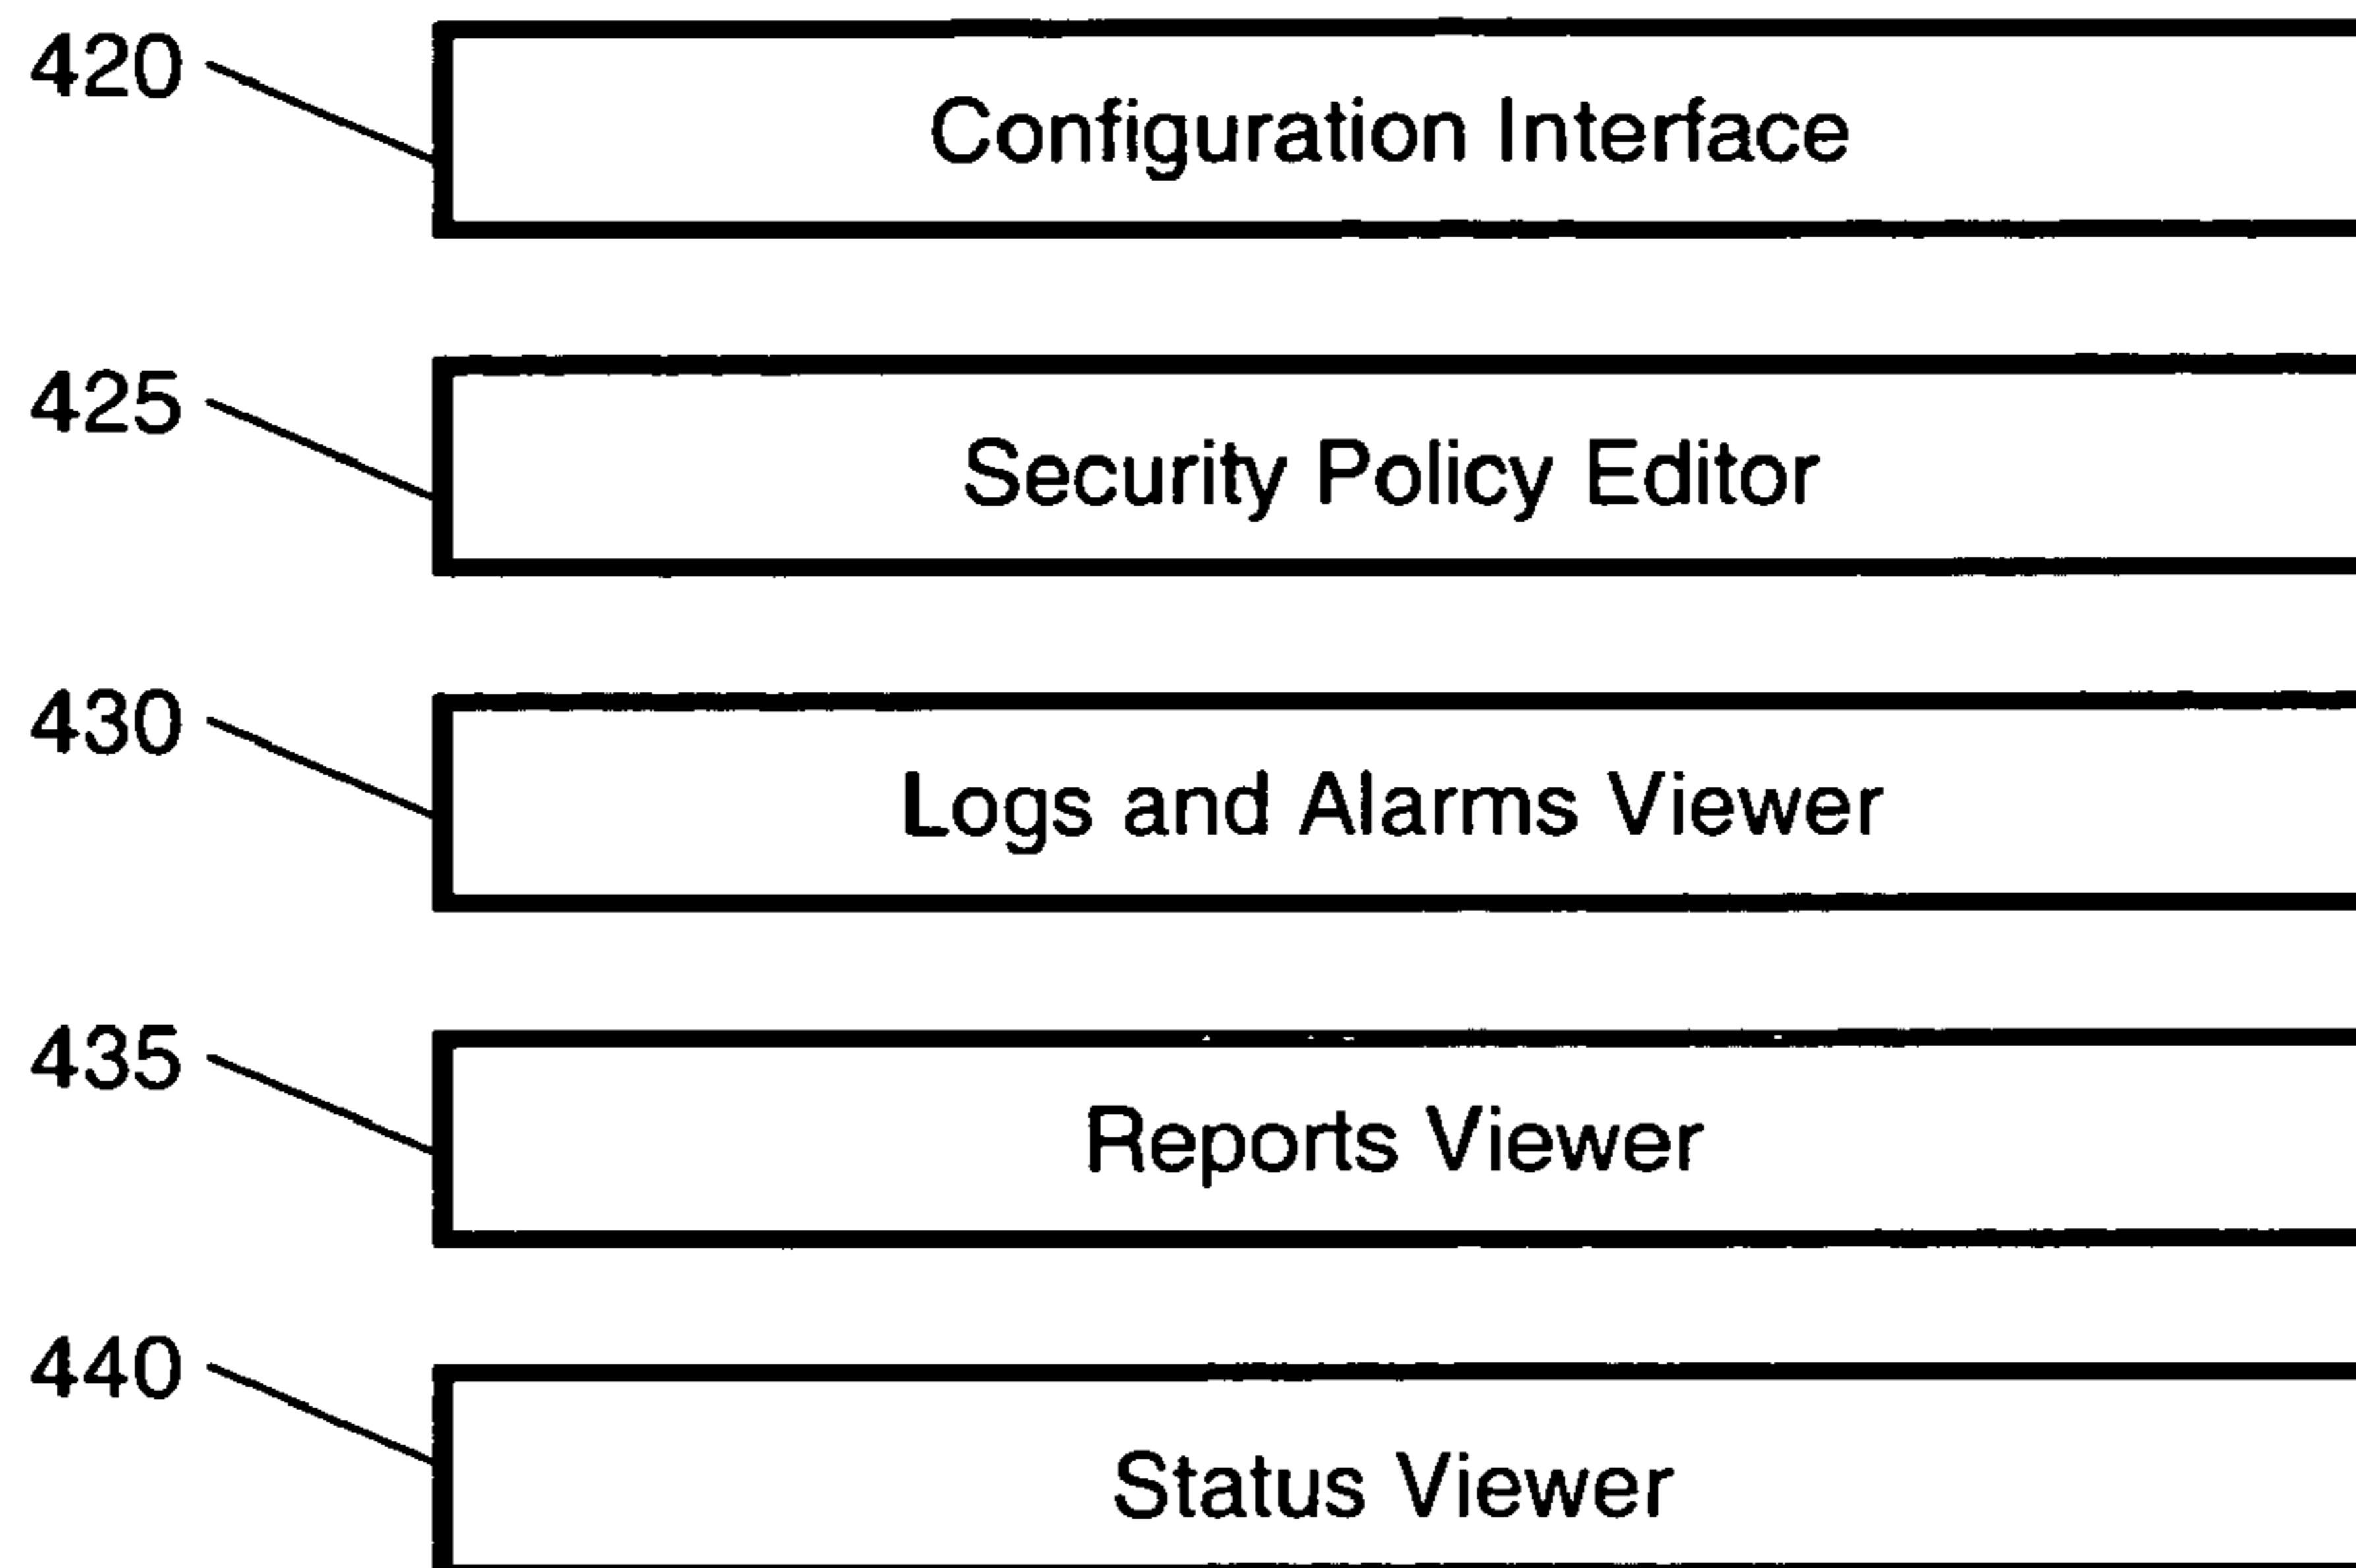 420
Configuration Interface
425
Security Policy Editor
430
Logs and Alarms Viewer
435
Reports Viewer
440
Status Viewer